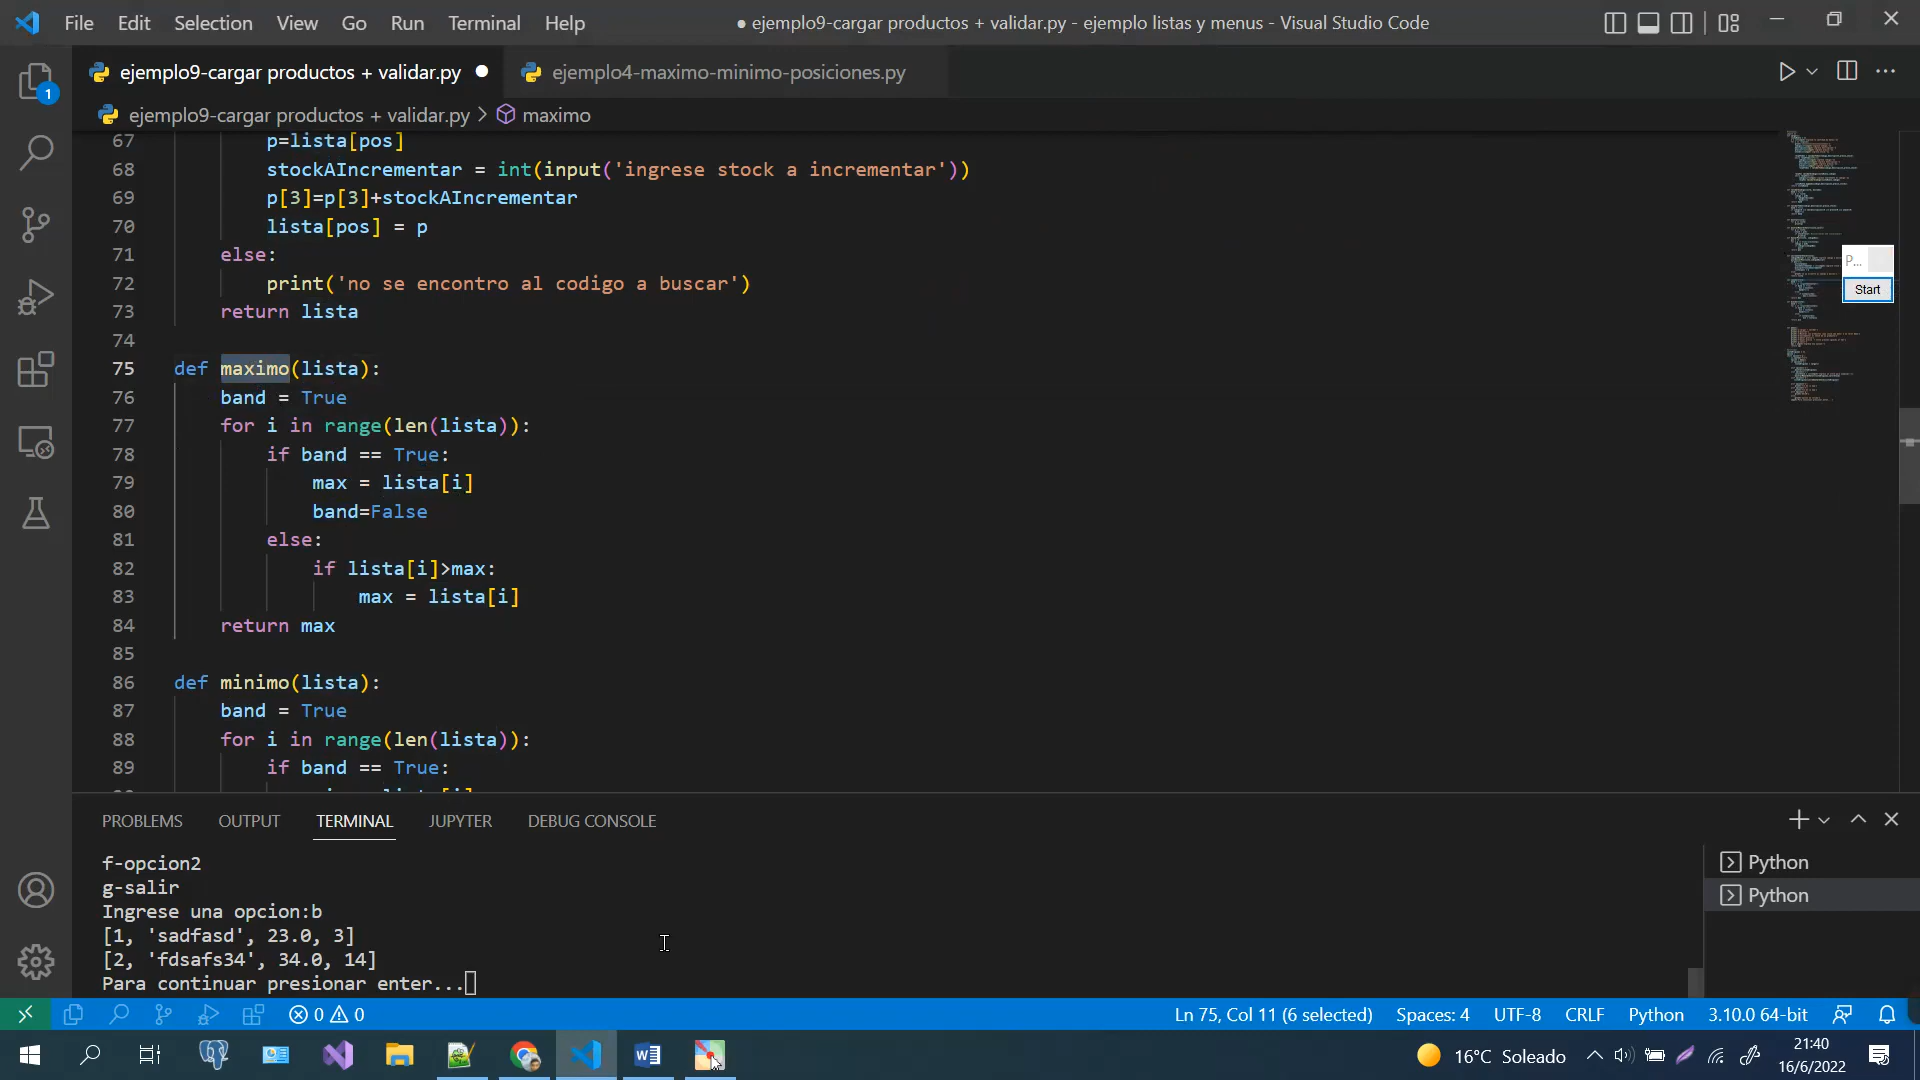 File Edit Selection View Go Run Terminal Help
● ejemplo9-cargar productos + validar.py - ejemplo listas y menus - Visual Studio Code
ejemplo9-cargar productos + validar.py ●
ejemplo4-maximo-minimo-posiciones.py
ejemplo9-cargar productos + validar.py > maximo
67 p=lista[pos]
68 stockAIncrementar = int(input('ingrese stock a incrementar'))
69 p[3]=p[3]+stockAIncrementar
70 lista[pos] = p
71 else:
72 print('no se encontro al codigo a buscar')
73 return lista
74
75 def maximo(lista):
76 band = True
77 for i in range(len(lista)):
78 if band == True:
79 max = lista[i]
80 band=False
81 else:
82 if lista[i]>max:
83 max = lista[i]
84 return max
85
86 def minimo(lista):
87 band = True
88 for i in range(len(lista)):
89 if band == True:
P...
Start
1
PROBLEMS OUTPUT TERMINAL JUPYTER DEBUG CONSOLE
f-opcion2
g-salir
Ingrese una opcion:b
[1, 'sadfasd', 23.0, 3]
[2, 'fdsafs34', 34.0, 14]
Para continuar presionar enter...
Python
Python
0 0
Ln 75, Col 11 (6 selected) Spaces: 4 UTF-8 CRLF Python 3.10.0 64-bit
16°C Soleado
21:40
16/6/2022